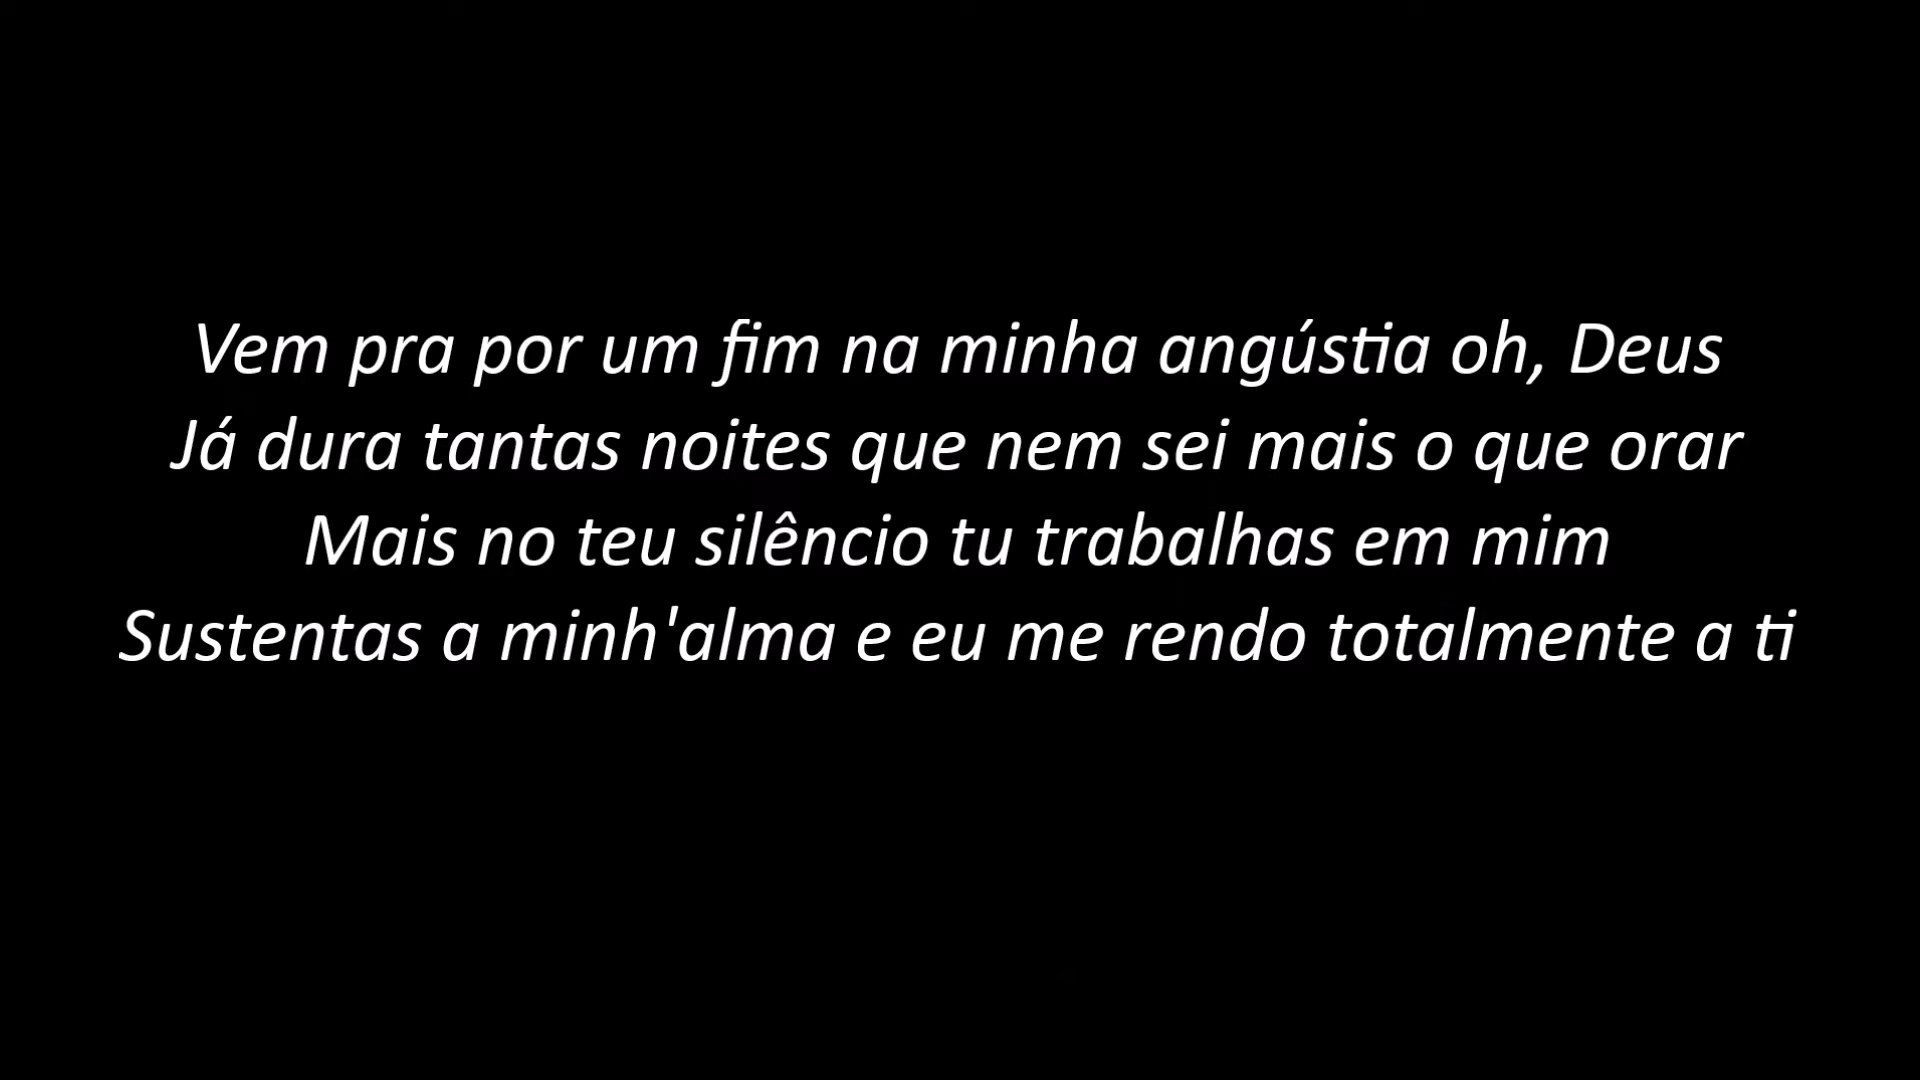 Vem pra por um fim na minha angústia oh, Deus
Já dura tantas noites que nem sei mais o que orar
Mais no teu silêncio tu trabalhas em mim
Sustentas a minh'alma e eu me rendo totalmente a ti